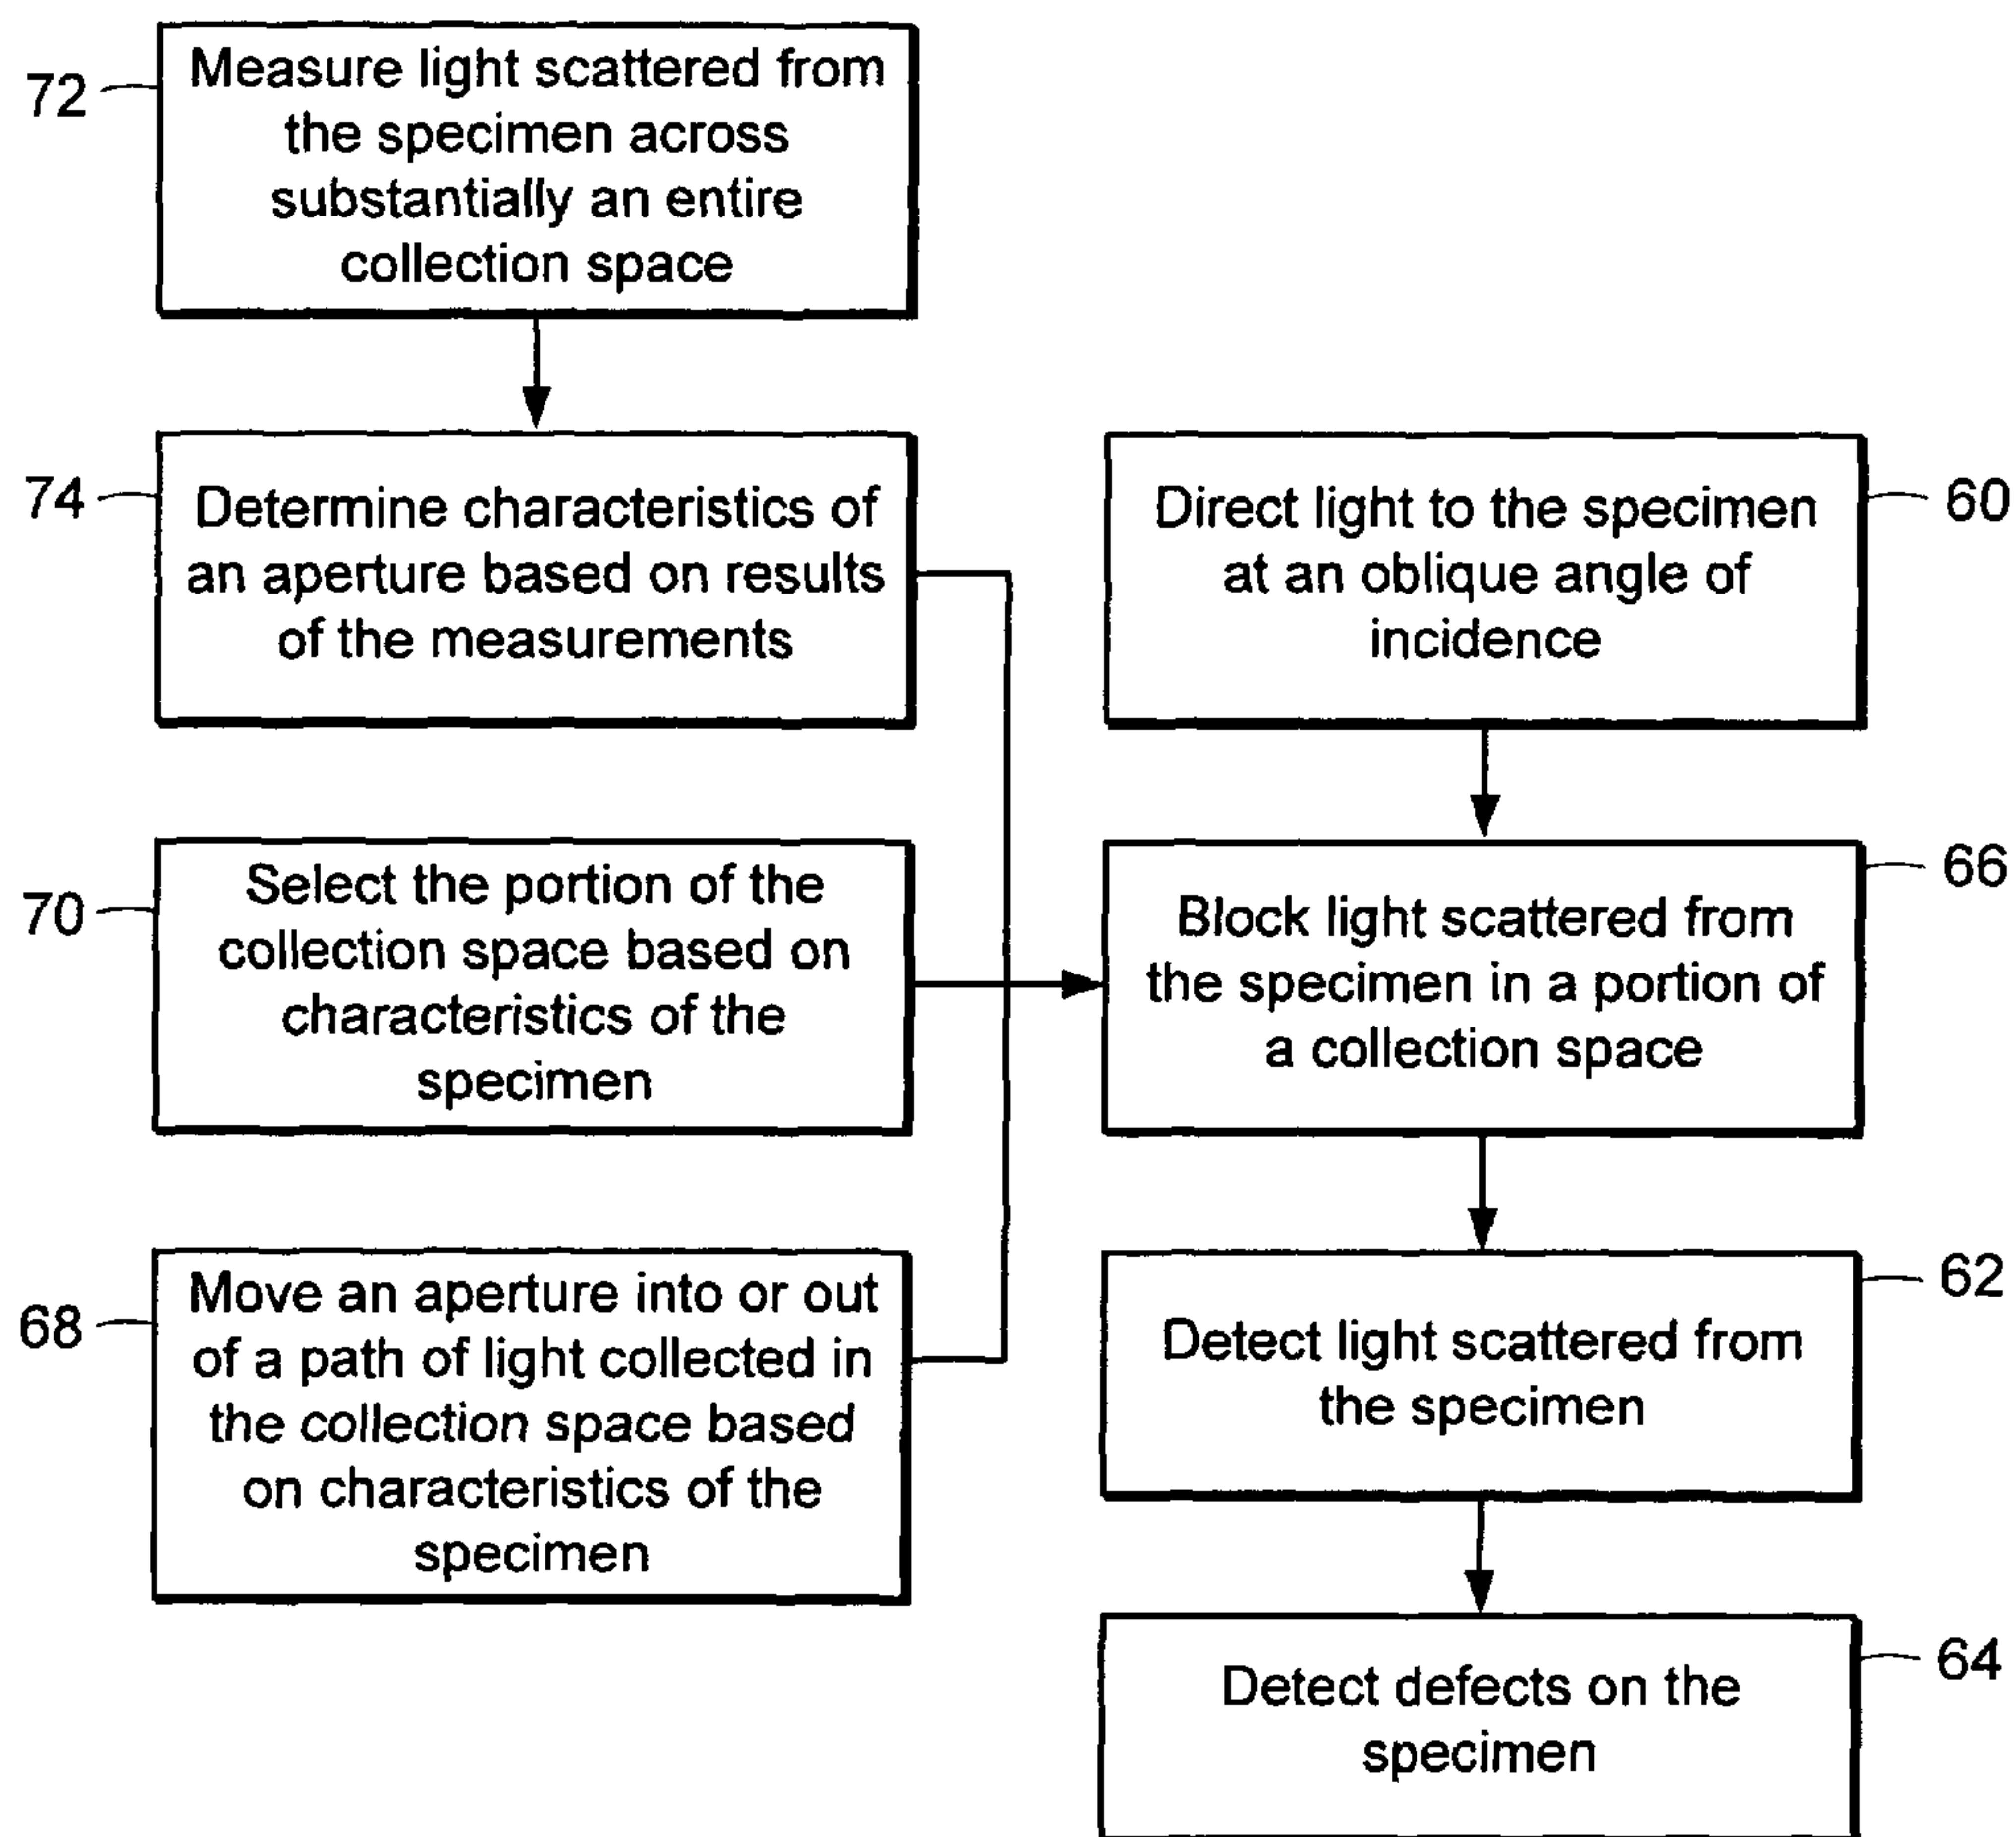 72
Measure light scattered from
the specimen across
substantially an entire
collection space
74
Determine characteristics of
an aperture based on results
of the measurements
70
Select the portion of the
collection space based on
characteristics of the
specimen
68
Move an aperture into or out
of a path of light collected in
the collection space based
on characteristics of the
specimen
60
Direct light to the specimen
at an oblique angle of
incidence
66
Block light scattered from
the specimen in a portion of
a collection space
62
Detect light scattered from
the specimen
64
Detect defects on the
specimen